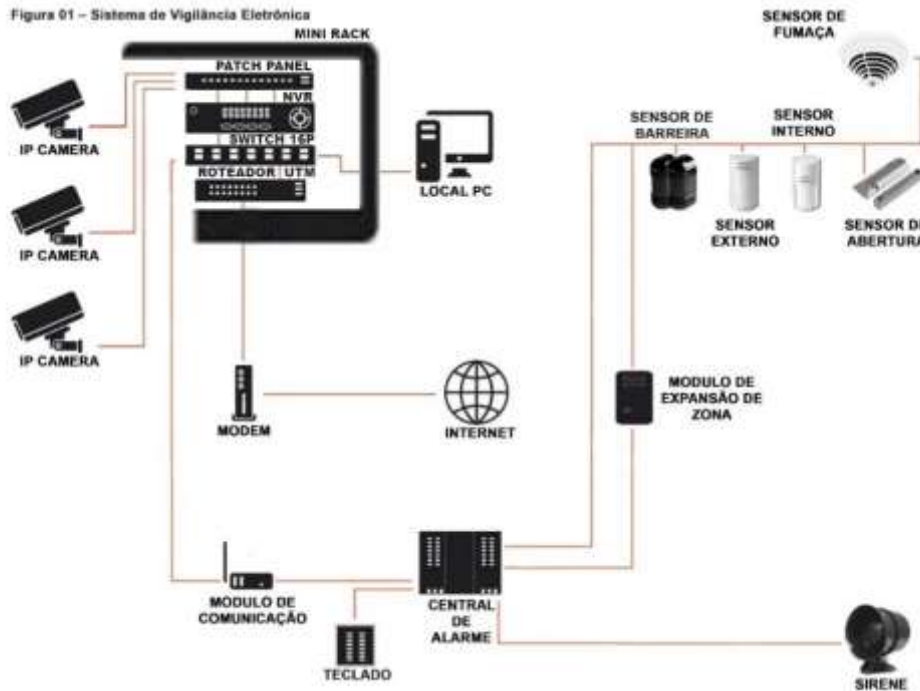 Figura 01 – Sistema de Vigilância Eletrônica
MINI RACK
PATCH PANEL
NVR
SWITCH 16P
ROTEADOR | UTM
IP CAMERA
IP CAMERA
IP CAMERA
LOCAL PC
SENSOR DE
FUMAÇA
SENSOR DE
BARREIRA
SENSOR
INTERNO
SENSOR
EXTERNO
SENSOR DE
ABERTURA
MODEM
INTERNET
MODULO DE
EXPANSÃO DE
ZONA
MÓDULO DE
COMUNICAÇÃO
TECLADO
CENTRAL
DE
ALARME
SIRENE